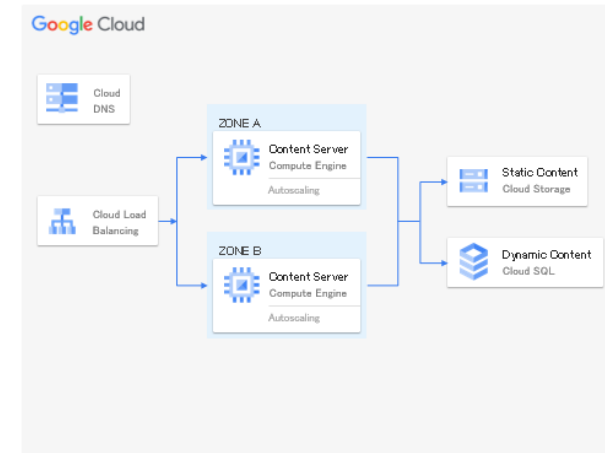 Google Cloud
Cloud
DNS
Cloud Load
Balancing
ZONE A
Content Server
Compute Engine
Autoscaling
ZONE B
Content Server
Compute Engine
Autoscaling
Static Content
Cloud Storage
Dynamic Content
Cloud SQL